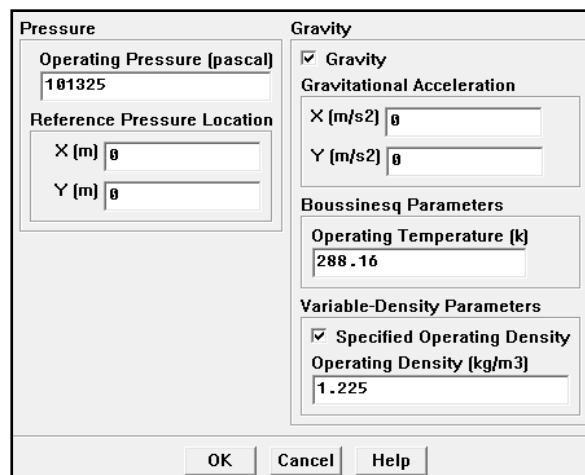 Pressure
Operating Pressure (pascal)
101325
Reference Pressure Location
X (m) 0
Y (m) 0
Gravity
Gravity
Gravitational Acceleration
X (m/s2) 0
Y (m/s2) 0
Boussinesq Parameters
Operating Temperature (k)
288.16
Variable-Density Parameters
Specified Operating Density
Operating Density (kg/m3)
1.225
OK Cancel Help